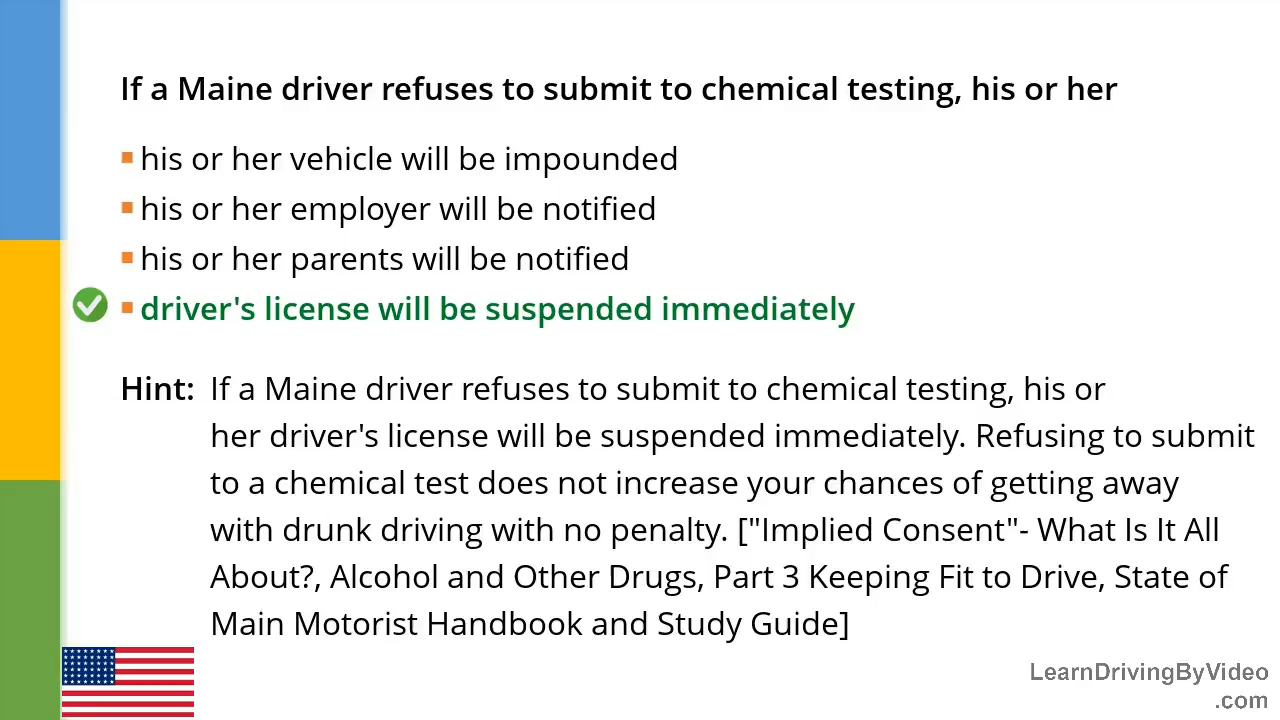 If a Maine driver refuses to submit to chemical testing, his or her
his or her vehicle will be impounded
his or her employer will be notified
his or her parents will be notified
driver's license will be suspended immediately
Hint: If a Maine driver refuses to submit to chemical testing, his or
her driver's license will be suspended immediately. Refusing to submit
to a chemical test does not increase your chances of getting away
with drunk driving with no penalty. ["Implied Consent"- What Is It All
About?, Alcohol and Other Drugs, Part 3 Keeping Fit to Drive, State of
Main Motorist Handbook and Study Guide]
LearnDrivingByVideo
.com